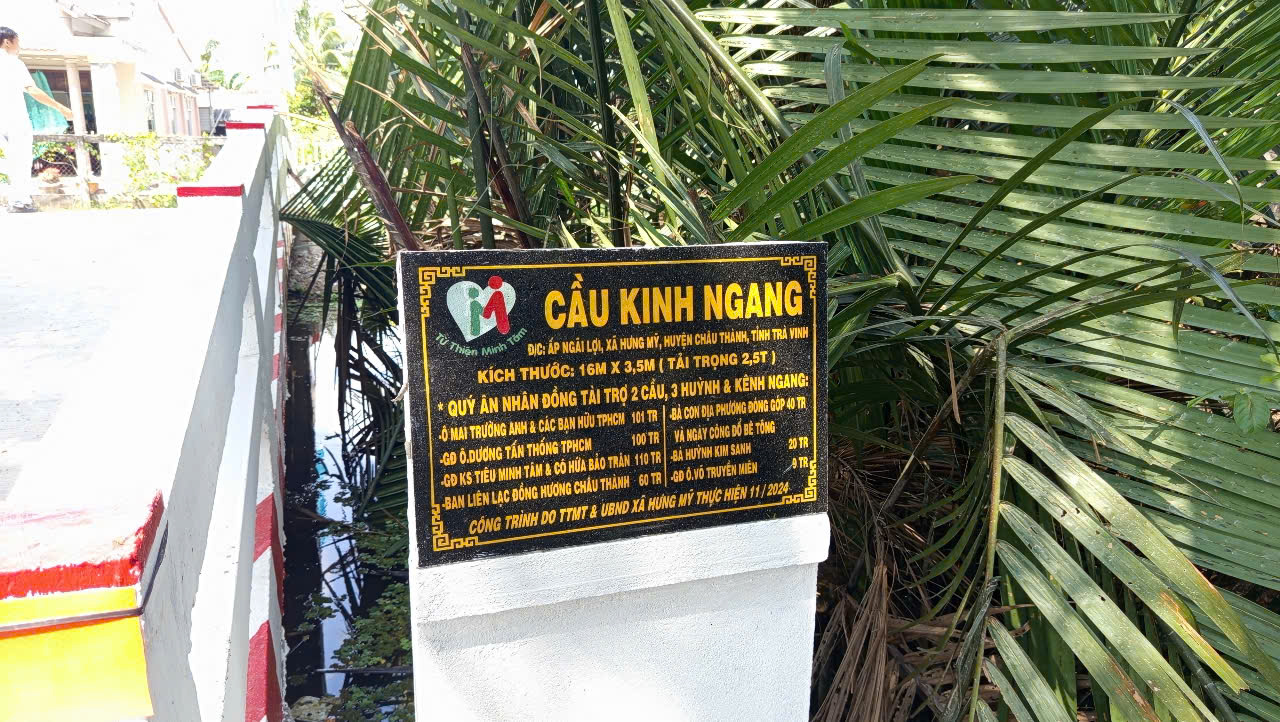 Từ Thiện Minh Tâm
CẦU KINH NGANG
Đ/C: ẤP NGÃI LỢI, XÃ HƯNG MỸ, HUYỆN CHÂU THÀNH, TỈNH TRÀ VINH
KÍCH THƯỚC: 16M X 3,5M ( TẢI TRỌNG 2,5T )
* QUÝ ÂN NHÂN ĐỒNG TÀI TRỢ 2 CẦU, 3 HUỲNH & KÊNH NGANG:
-Ô MAI TRƯỜNG ANH & CÁC BẠN HỮU TPHCM 101 TR
-GĐ Ô.DƯƠNG TẤN THỐNG TPHCM 100 TR
-GĐ KS TIÊU MINH TÂM & CÔ HỨA BẢO TRÂN 110 TR
-BAN LIÊN LẠC ĐỒNG HƯƠNG CHÂU THÀNH 60 TR
-BÀ CON ĐỊA PHƯƠNG ĐÓNG GÓP 40 TR
VÀ NGÀY CÔNG ĐỔ BÊ TÔNG
-BÀ HUỲNH KIM SANH 20 TR
-GĐ Ô.VÕ TRUYỀN MIÊN 9 TR
CÔNG TRÌNH DO TTMT & UBND XÃ HƯNG MỸ THỰC HIỆN 11/2024